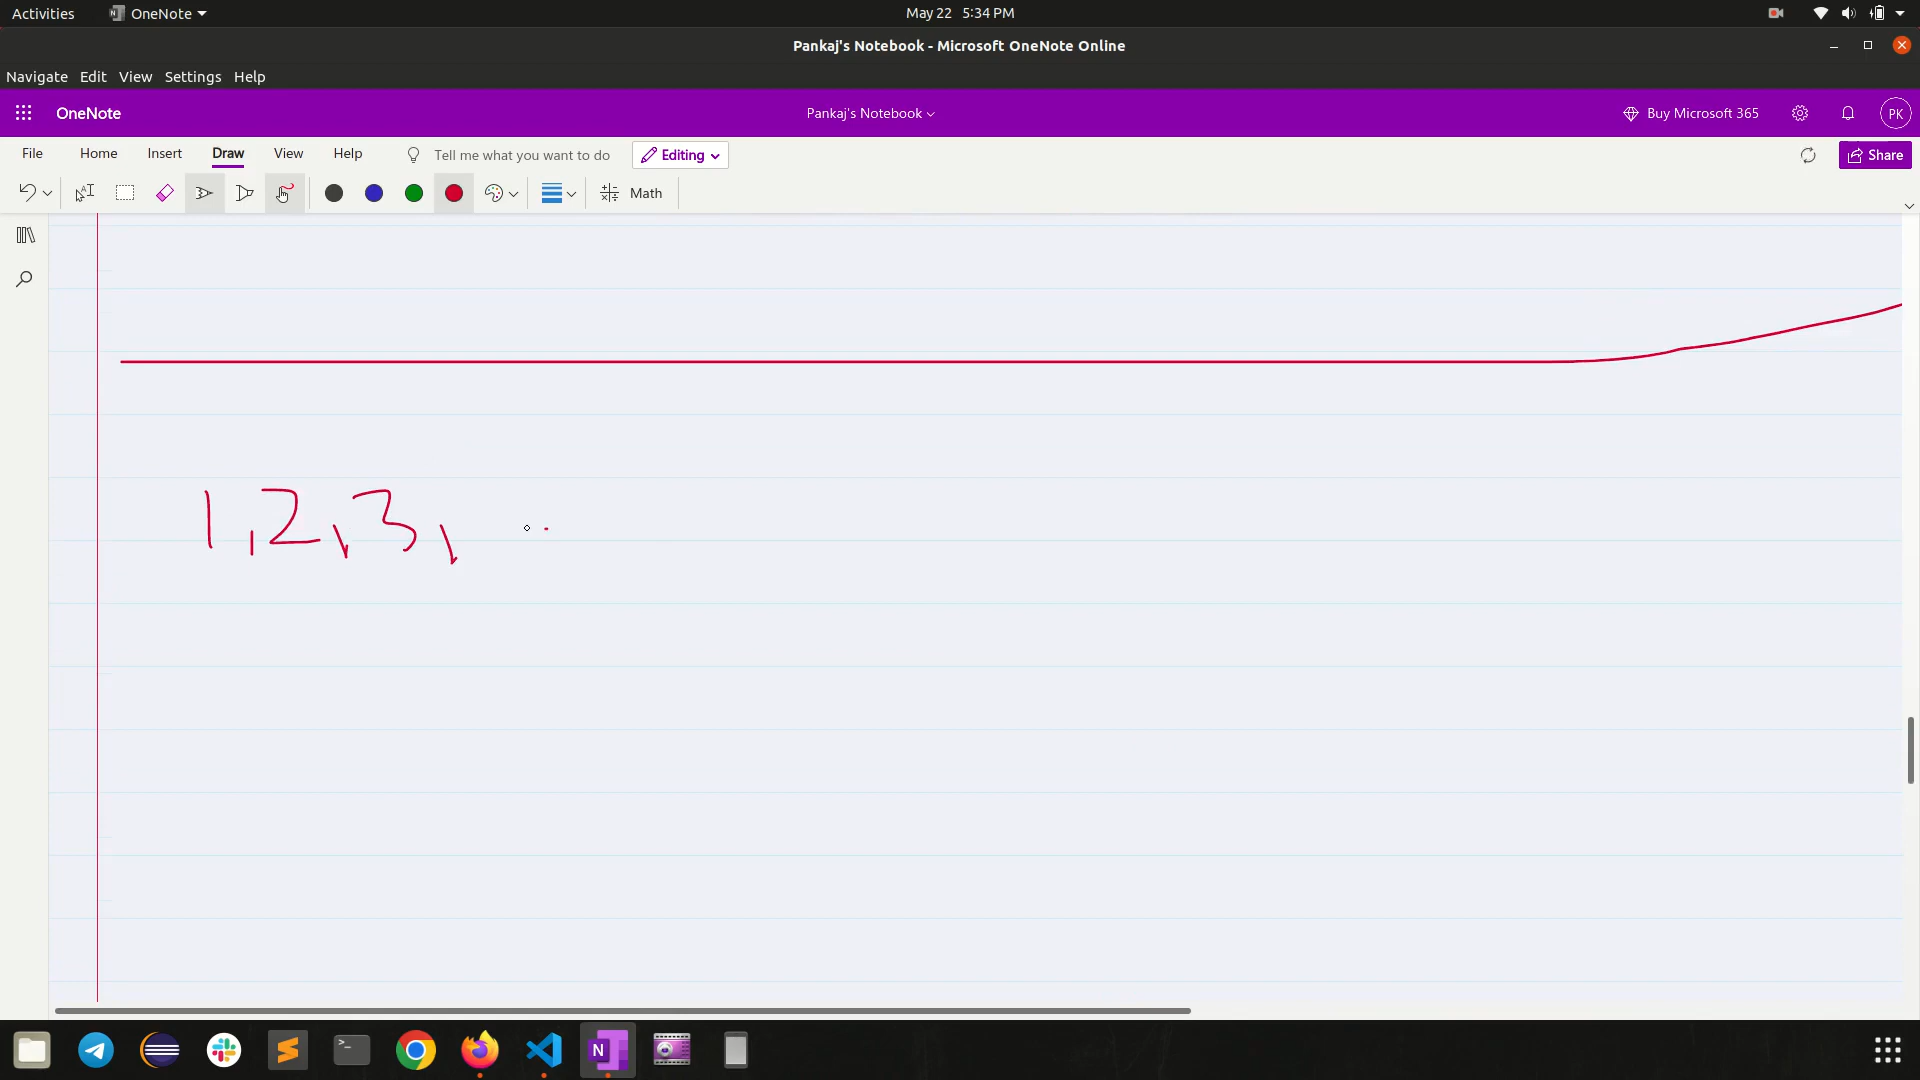 Activities OneNote May 22 5:34 PM
Pankaj's Notebook - Microsoft OneNote Online
Navigate Edit View Settings Help
OneNote Pankaj's Notebook Buy Microsoft 365 PK
File Home Insert Draw View Help Tell me what you want to do Editing Share
Math
1,2,3,